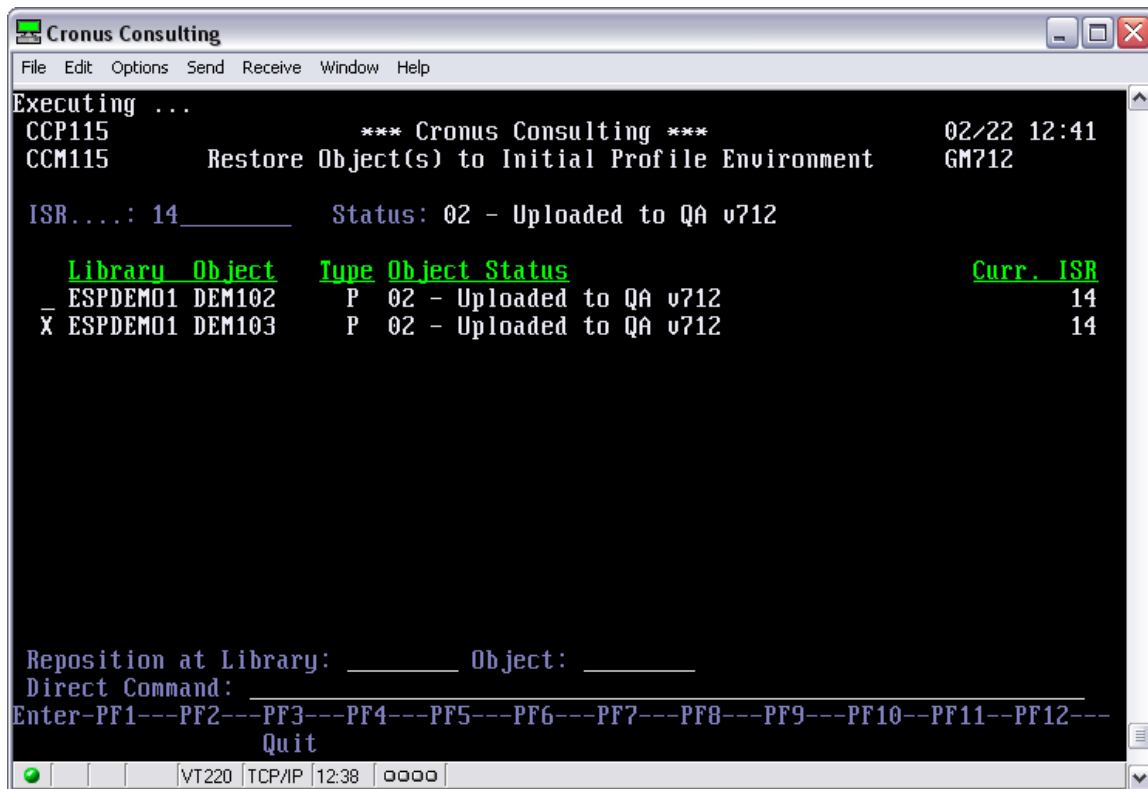 Cronus Consulting
File Edit Options Send Receive Window Help
Executing ...
CCP115 *** Cronus Consulting *** 02/22 12:41
CCM115 Restore Object(s) to Initial Profile Environment GM712
ISR....: 14________ Status: 02 - Uploaded to QA v712
Library Object Type Object Status Curr. ISR
_ ESPDEMO1 DEM102 P 02 - Uploaded to QA v712 14
X ESPDEMO1 DEM103 P 02 - Uploaded to QA v712 14
Reposition at Library: ________ Object: ________
Direct Command: ____________________________________________________________
Enter-PF1---PF2---PF3---PF4---PF5---PF6---PF7---PF8---PF9---PF10--PF11--PF12---
Quit
VT220 TCP/IP 12:38